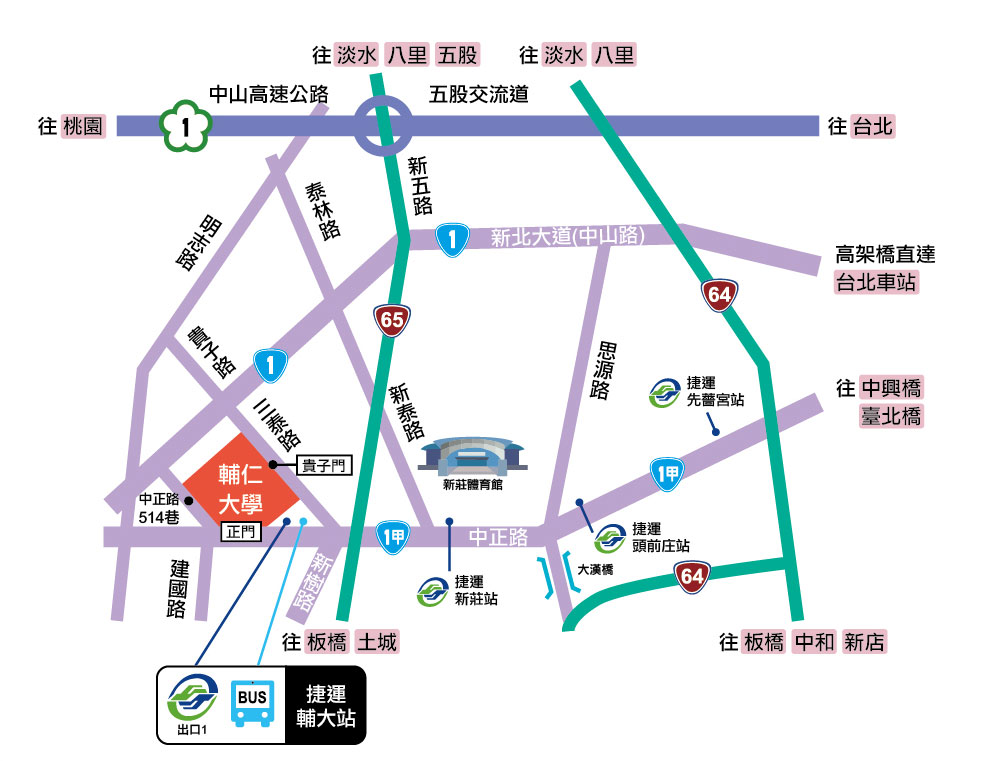 往 淡水 八里 五股
往 淡水 八里
中山高速公路
五股交流道
往 桃園
1
往 台北
新五路
泰林路
明志路
1
新北大道(中山路)
高架橋直達
台北車站
65
64
貴子路
1
思源路
捷運
先嗇宮站
往 中興橋
臺北橋
新泰路
三泰路
新莊體育館
1甲
輔仁
大學
貴子門
中正路
514巷
正門
1甲
中正路
捷運
頭前庄站
大漢橋
建國路
新樹路
捷運
新莊站
64
往 板橋 土城
往 板橋 中和 新店
BUS
捷運
輔大站
出口1